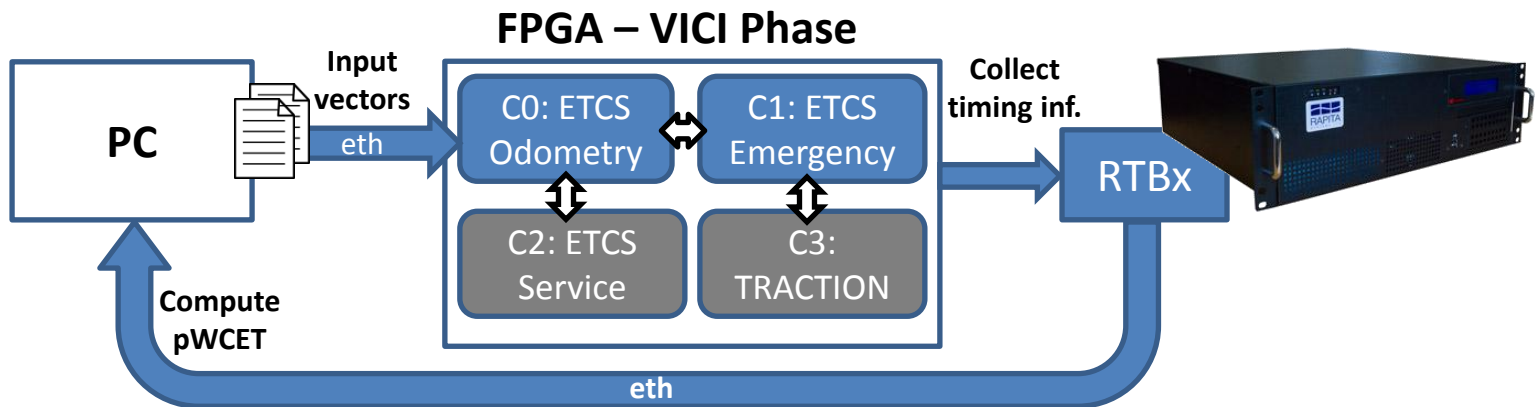 FPGA – VICI Phase
PC
Input
vectors
eth
C0: ETCS
Odometry
C1: ETCS
Emergency
C2: ETCS
Service
C3:
TRACTION
Collect
timing inf.
RTBx
RAPITA
Compute
pWCET
eth